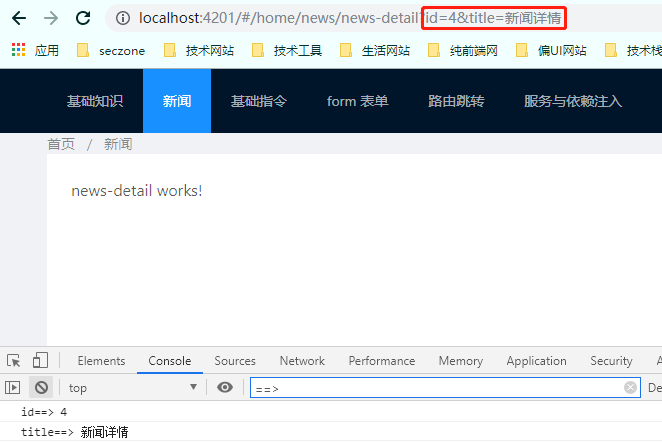 localhost:4201/#/home/news/news-detail?id=4&title=新闻详情
应用 seczone 技术网站 技术工具 生活网站 纯前端网 偏UI网站 技术栈
基础知识 新闻 基础指令 form 表单 路由跳转 服务与依赖注入
首页 / 新闻
news-detail works!
Elements Console Sources Network Performance Memory Application Security
top ==> De
id==> 4
title==> 新闻详情